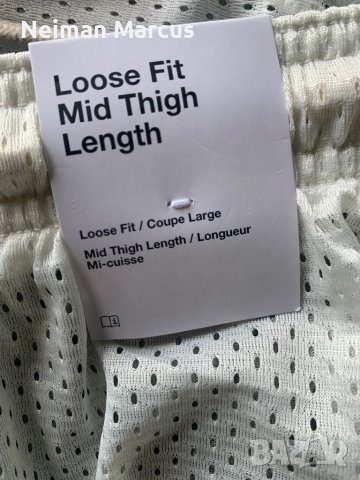 Neiman Marcus
Loose Fit
Mid Thigh
Length
Loose Fit / Coupe Large
Mid Thigh Length / Longueur
Mi-cuisse
BAZAR